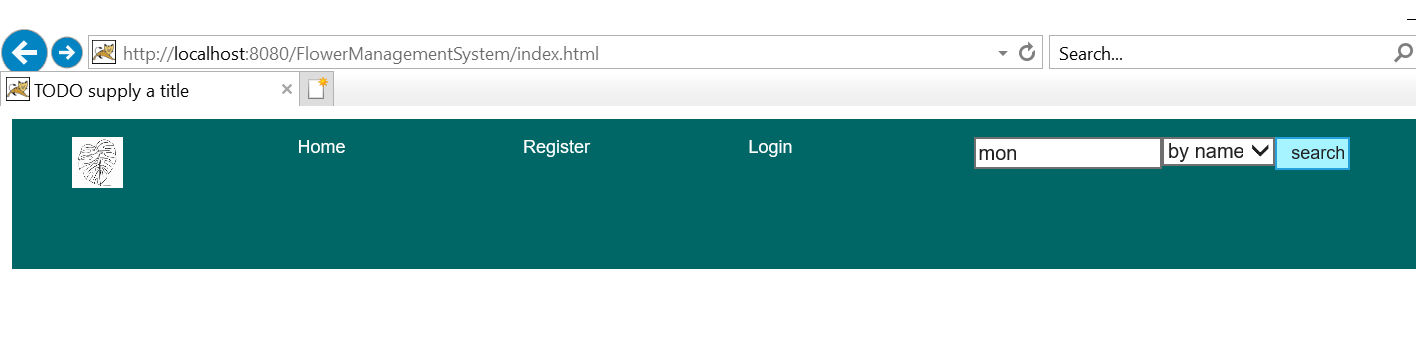 http://localhost:8080/FlowerManagementSystem/index.html Search...
TODO supply a title
Home Register Login mon by name search